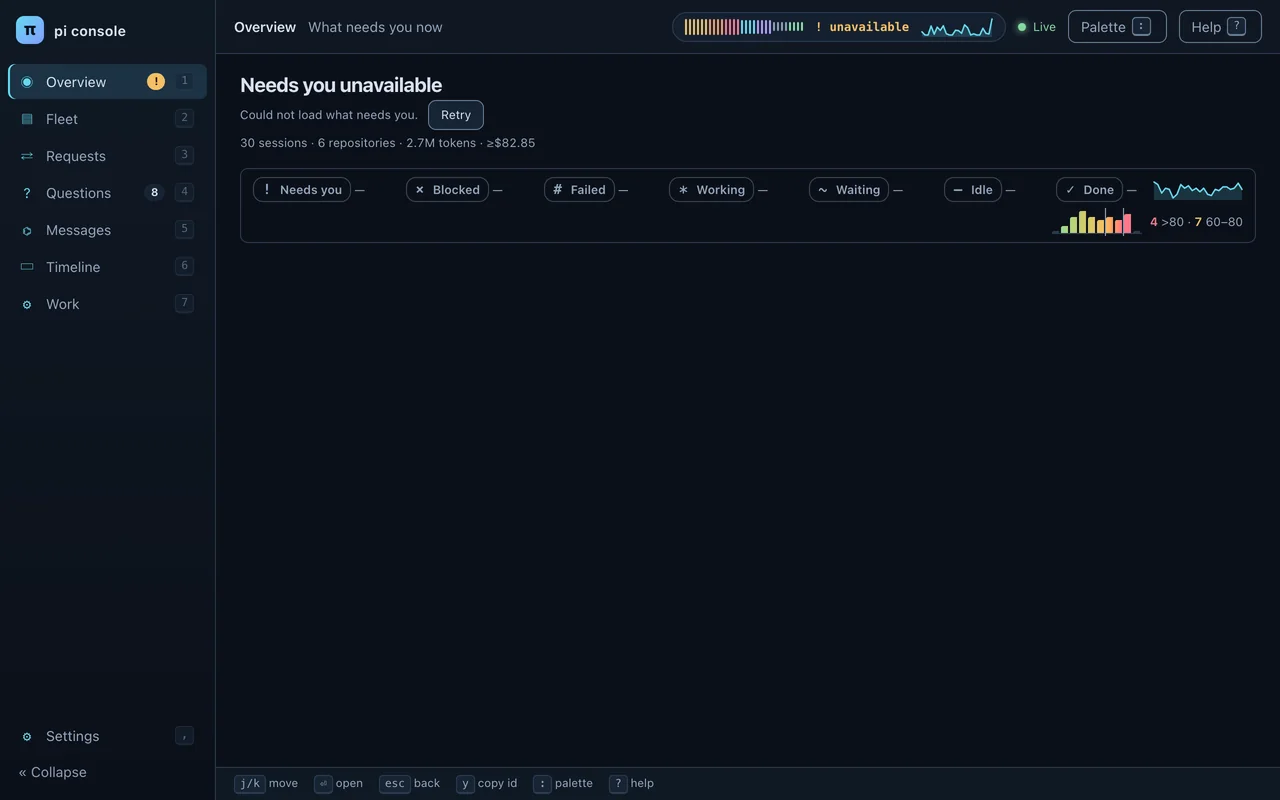 π pi console
Overview ! 1
Fleet 2
Requests 3
Questions 8 4
Messages 5
Timeline 6
Work 7
Settings ,
« Collapse
Overview What needs you now
! unavailable
Live
Palette :
Help ?
Needs you unavailable
Could not load what needs you. Retry
30 sessions · 6 repositories · 2.7M tokens · ≥$82.85
! Needs you —
× Blocked —
# Failed —
* Working —
~ Waiting —
— Idle —
✓ Done —
4 >80 · 7 60–80
j/k move ⏎ open esc back y copy id : palette ? help